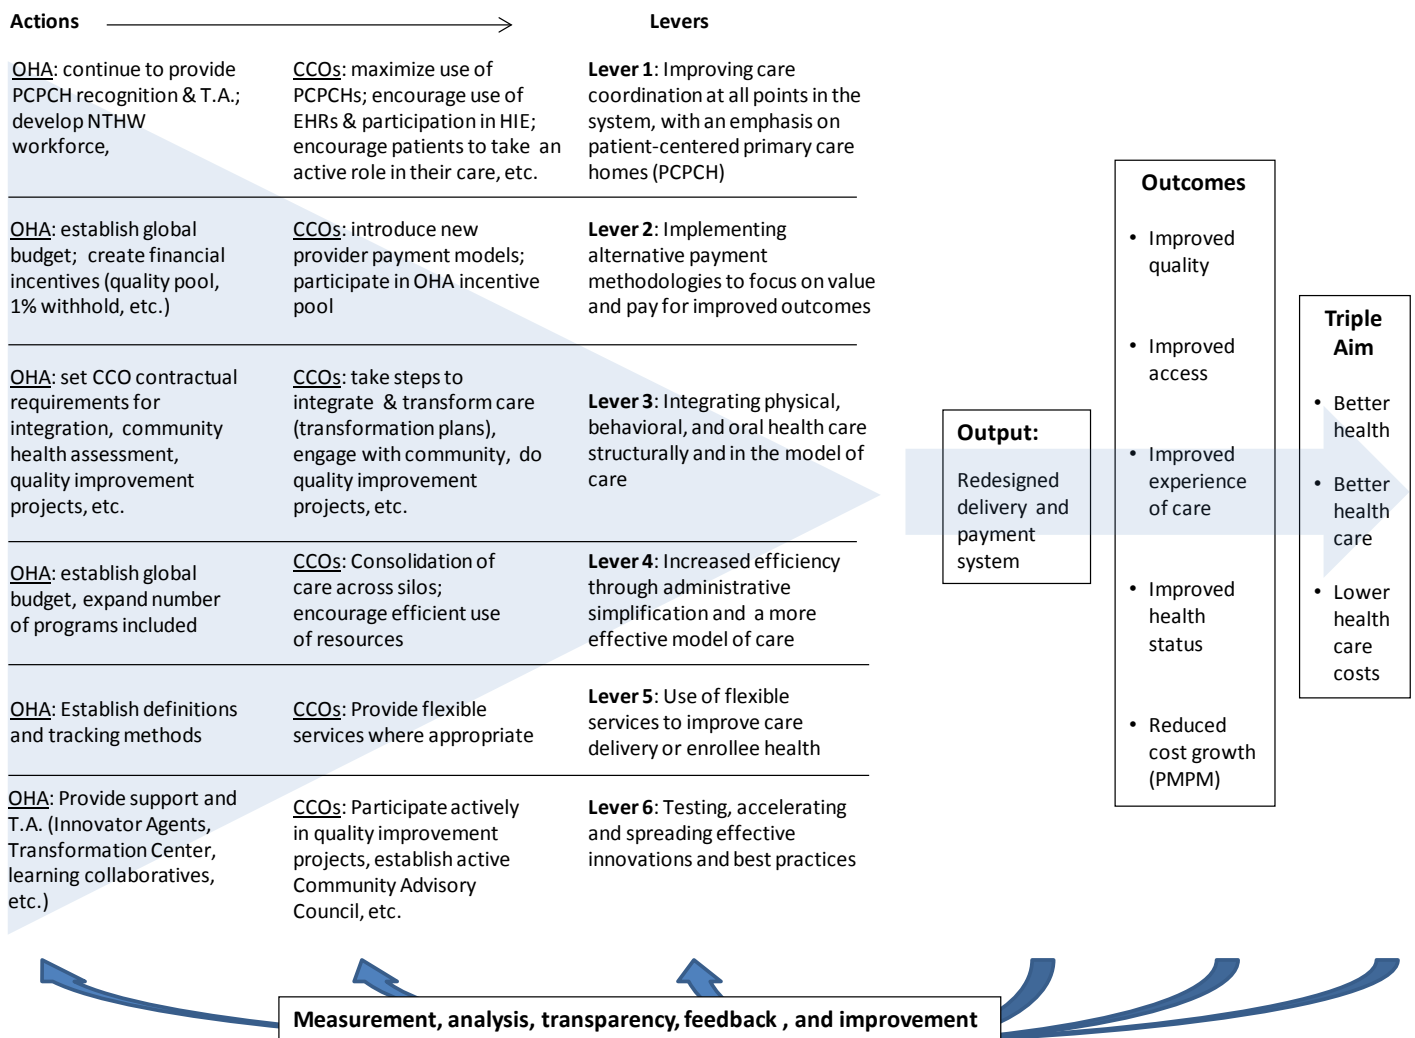 Actions
Levers
OHA: continue to provide
PCPCH recognition & T.A.;
develop NTHW
workforce,
CCOs: maximize use of
PCPCHs; encourage use of
EHRs & participation in HIE;
encourage patients to take an
active role in their care, etc.
Lever 1: Improving care
coordination at all points in the
system, with an emphasis on
patient-centered primary care
homes (PCPCH)
OHA: establish global
budget; create financial
incentives (quality pool,
1% withhold, etc.)
CCOs: introduce new
provider payment models;
participate in OHA incentive
pool
Lever 2: Implementing
alternative payment
methodologies to focus on value
and pay for improved outcomes
OHA: set CCO contractual
requirements for
integration, community
health assessment,
quality improvement
projects, etc.
CCOs: take steps to
integrate & transform care
(transformation plans),
engage with community, do
quality improvement
projects, etc.
Lever 3: Integrating physical,
behavioral, and oral health care
structurally and in the model of
care
OHA: establish global
budget, expand number
of programs included
CCOs: Consolidation of
care across silos;
encourage efficient use
of resources
Lever 4: Increased efficiency
through administrative
simplification and a more
effective model of care
OHA: Establish definitions
and tracking methods
CCOs: Provide flexible
services where appropriate
Lever 5: Use of flexible
services to improve care
delivery or enrollee health
OHA: Provide support and
T.A. (Innovator Agents,
Transformation Center,
learning collaboratives,
etc.)
CCOs: Participate actively
in quality improvement
projects, establish active
Community Advisory
Council, etc.
Lever 6: Testing, accelerating
and spreading effective
innovations and best practices
Output:
Redesigned
delivery and
payment
system
Outcomes
• Improved
quality
• Improved
access
• Improved
experience
of care
• Improved
health
status
• Reduced
cost growth
(PMPM)
Triple
Aim
• Better
health
• Better
health
care
• Lower
health
care
costs
Measurement, analysis, transparency, feedback , and improvement